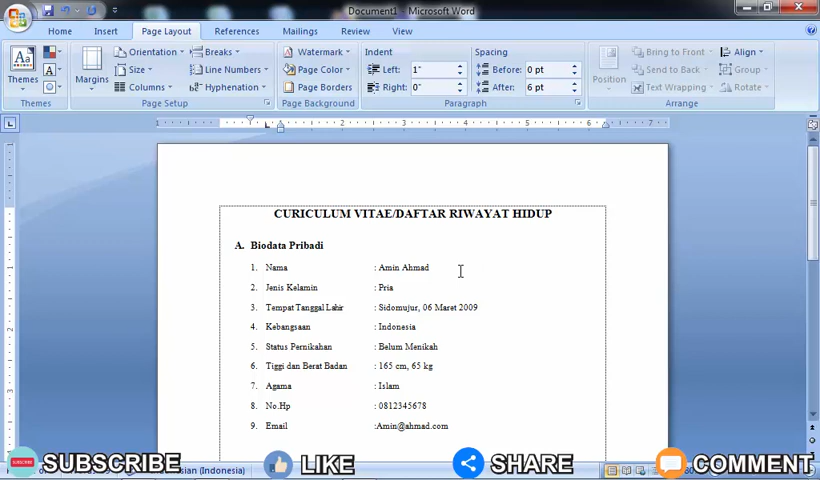 Document1 - Microsoft Word
Home Insert Page Layout References Mailings Review View
Themes
Themes
Margins
Orientation
Size
Columns
Breaks
Line Numbers
Hyphenation
Page Setup
Watermark
Page Color
Page Borders
Page Background
Indent
Left: 1"
Right: 0"
Spacing
Before: 0 pt
After: 6 pt
Paragraph
Position
Bring to Front
Send to Back
Text Wrapping
Align
Group
Rotate
Arrange
CURICULUM VITAE/DAFTAR RIWAYAT HIDUP
A. Biodata Pribadi
1. Nama : Amin Ahmad
2. Jenis Kelamin : Pria
3. Tempat Tanggal Lahir : Sidomujur, 06 Maret 2009
4. Kebangsaan : Indonesia
5. Status Pernikahan : Belum Menikah
6. Tiggi dan Berat Badan : 165 cm, 65 kg
7. Agama : Islam
8. No.Hp : 0812345678
9. Email :Amin@ahmad.com
SUBSCRIBE LIKE SHARE COMMENT
(Indonesia)